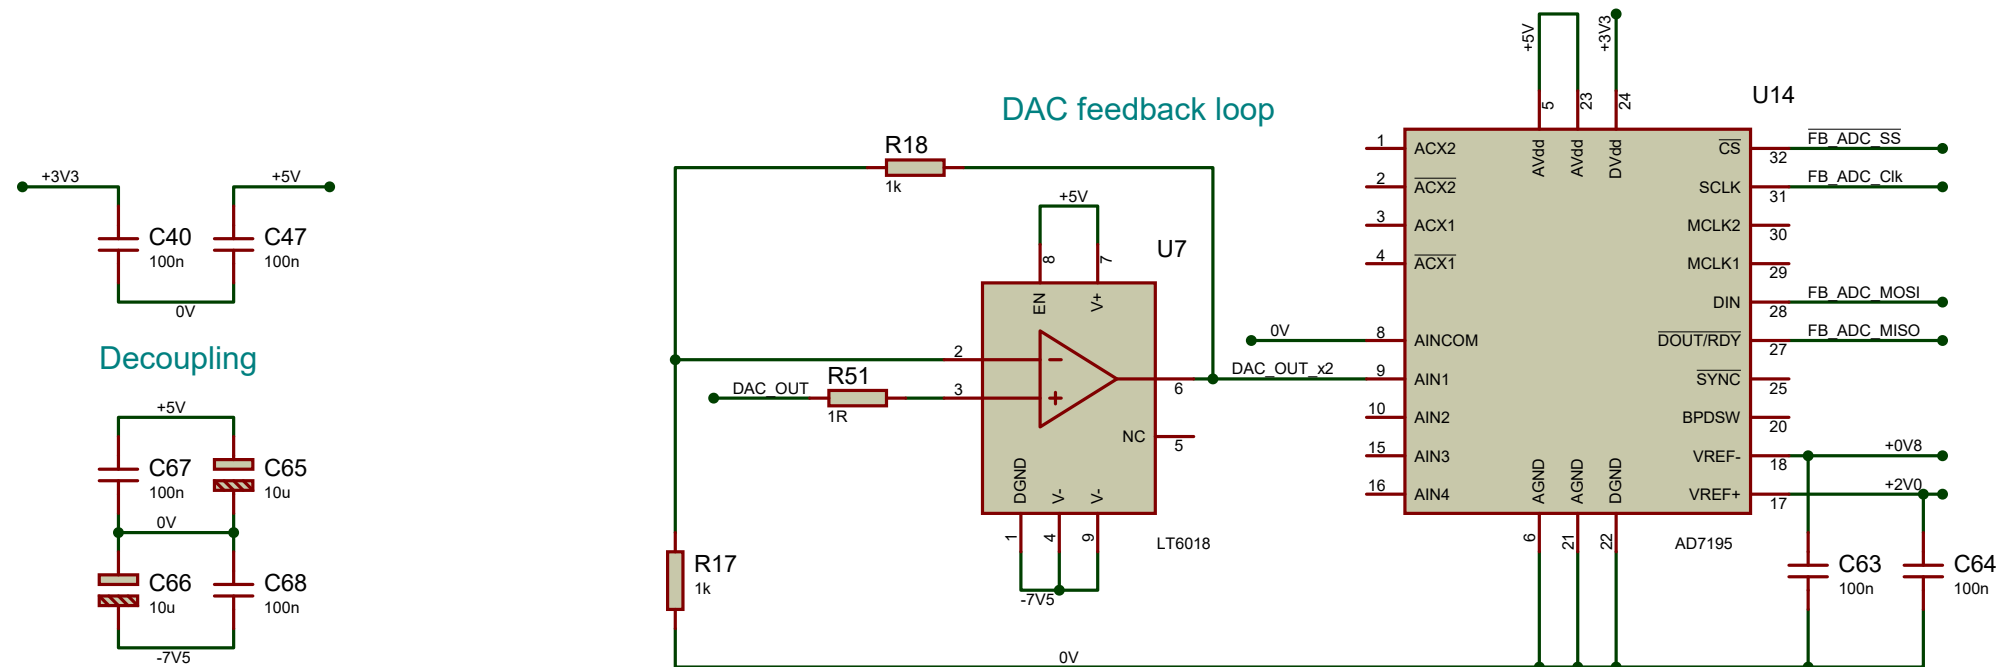 DAC feedback loop
+3V3
+5V
C40
100n
C47
100n
0V
Decoupling
+5V
C67
100n
C65
10u
0V
C66
10u
C68
100n
-7V5
R18
1k
+5V
U7
8
7
EN
V+
2
3
6
NC
5
DAC_OUT
R51
1R
DGND
V-
V-
1
4
9
LT6018
-7V5
R17
1k
0V
0V
DAC_OUT_x2
+5V
+3V3
5
23
24
U14
AVdd
AVdd
DVdd
1
ACX2
2
ACX2
3
ACX1
4
ACX1
8
AINCOM
9
AIN1
10
AIN2
15
AIN3
16
AIN4
CS
32
FB_ADC_SS
SCLK
31
FB_ADC_Clk
MCLK2
30
MCLK1
29
DIN
28
FB_ADC_MOSI
DOUT/RDY
27
FB_ADC_MISO
SYNC
25
BPDSW
20
VREF-
18
+0V8
VREF+
17
+2V0
AGND
AGND
DGND
6
21
22
AD7195
C63
100n
C64
100n